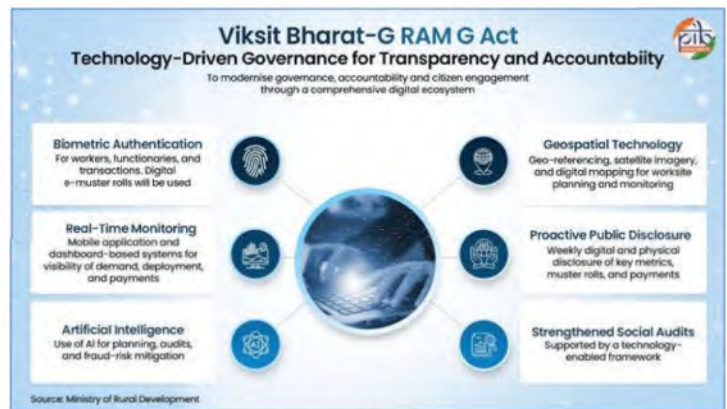 Viksit Bharat-G RAM G Act
Technology-Driven Governance for Transparency and Accountabiity
To modernise governance, accountability and citizen engagement
through a comprehensive digital ecosystem
pib
Biometric Authentication
For workers, functionaries, and
transactions. Digital
e-muster rolls will be used
Real-Time Monitoring
Mobile application and
dashboard-based systems for
visibility of demand, deployment,
and payments
Artificial Intelligence
Use of AI for planning, audits,
and fraud-risk mitigation
AI
Geospatial Technology
Geo-referencing, satellite imagery,
and digital mapping for worksite
planning and monitoring
Proactive Public Disclosure
Weekly digital and physical
disclosure of key metrics,
muster rolls, and payments
Strengthened Social Audits
Supported by a technology-
enabled framework
Source: Ministry of Rural Development